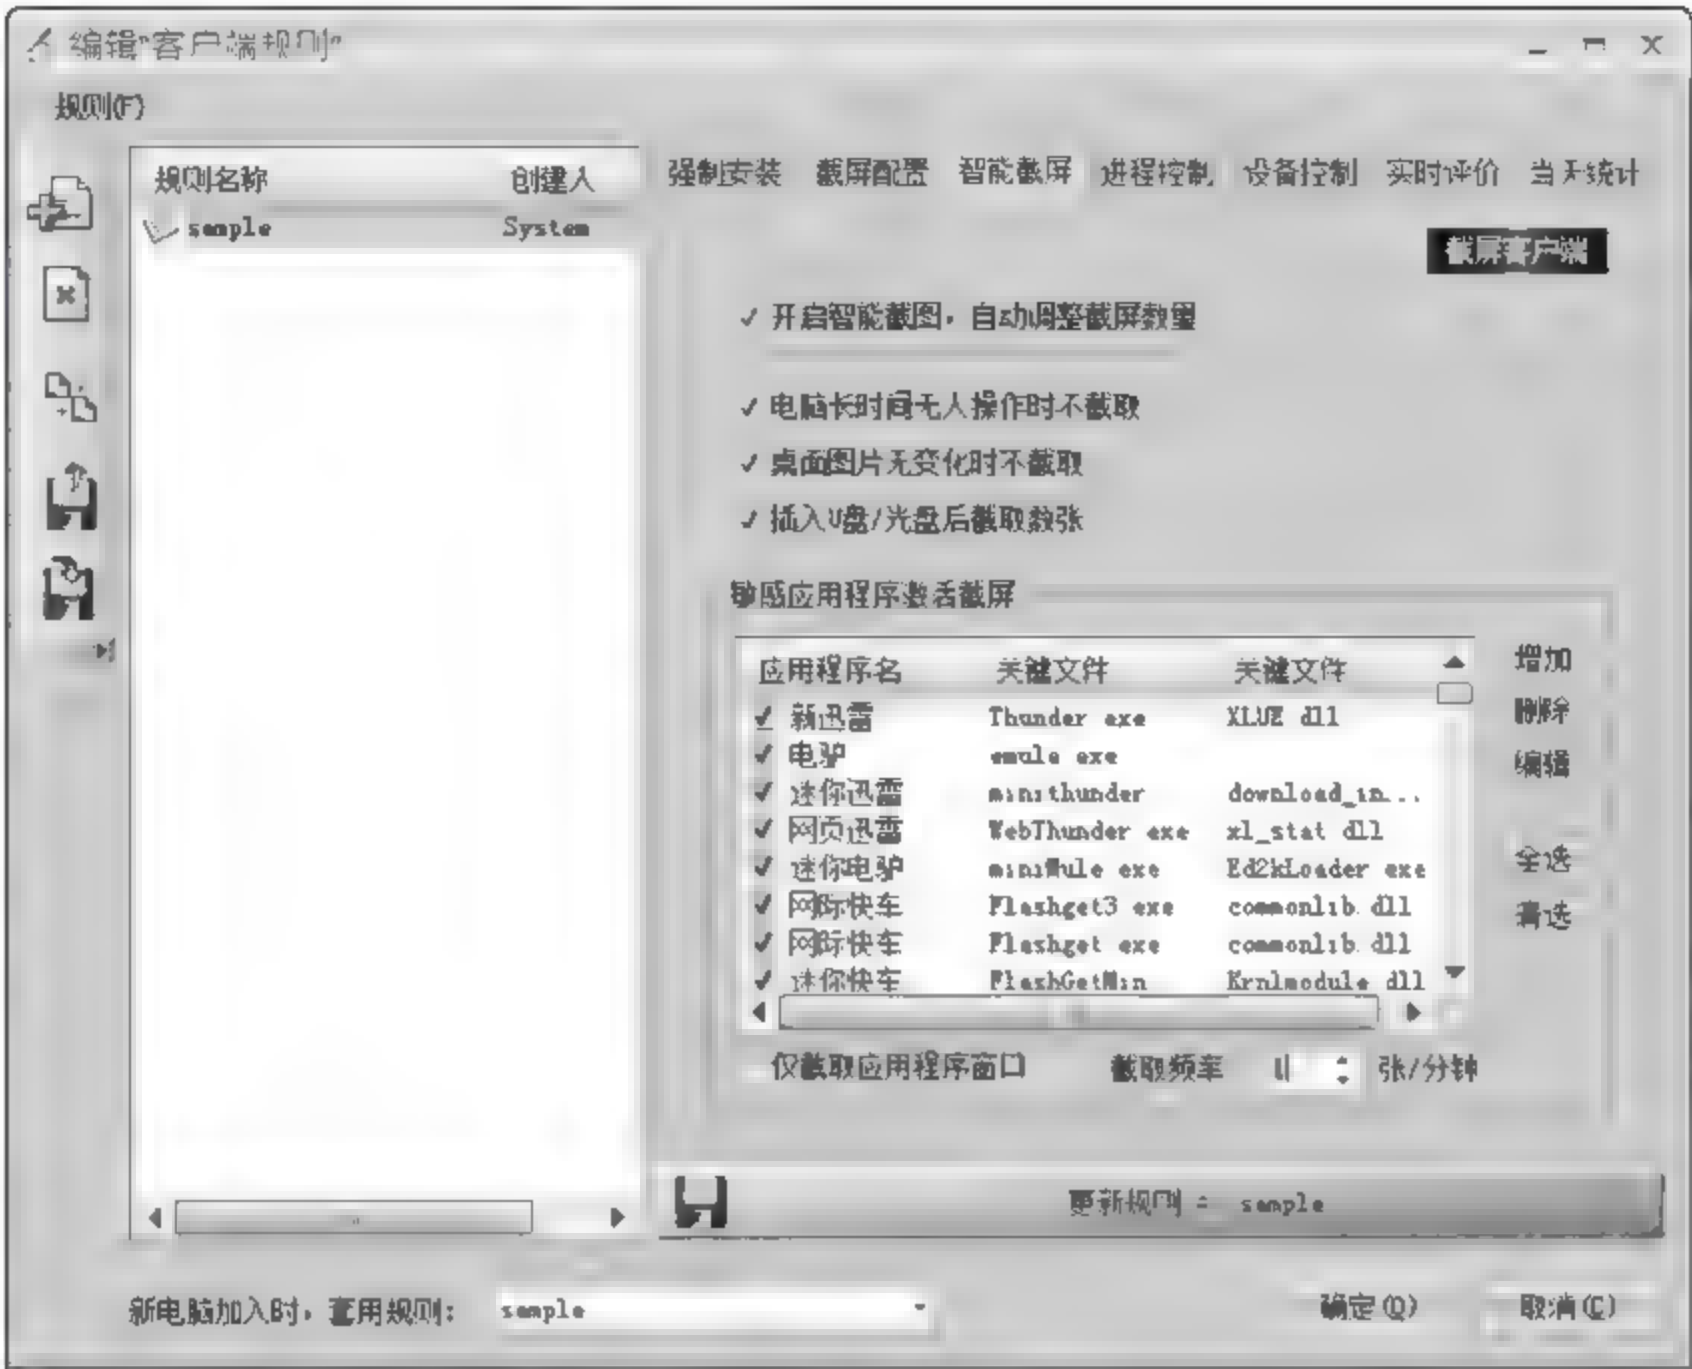 编辑"客户端规则"
规则(F)
规则名称 创建人
sample System
强制安装 截屏配置 智能截屏 进程控制 设备控制 实时评价 当天统计
截屏客户端
开启智能截图，自动调整截屏数量
电脑长时间无人操作时不截取
桌面图片无变化时不截取
插入U盘/光盘后截取数张
敏感应用程序激活截屏
应用程序名 关键文件 关键文件
新迅雷 Thunder.exe XLUE.dll
电驴 emule.exe
迷你迅雷 minithunder download_in...
网页迅雷 WebThunder.exe xl_stat.dll
迷你电驴 miniMule.exe Ed2kLoader.exe
网际快车 Flashget3.exe commonlib.dll
网际快车 Flashget.exe commonlib.dll
迷你快车 FlashGetMin Krnlmodule.dll
增加
删除
编辑
全选
清选
仅截取应用程序窗口 截取频率 张/分钟
更新规则： sample
新电脑加入时，套用规则： sample
确定(O) 取消(C)